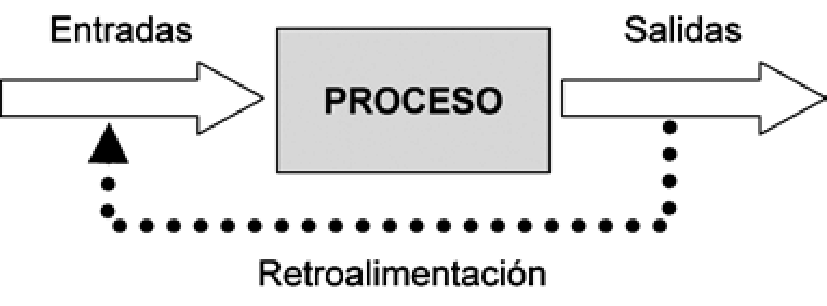 Entradas
Salidas
PROCESO
Retroalimentación